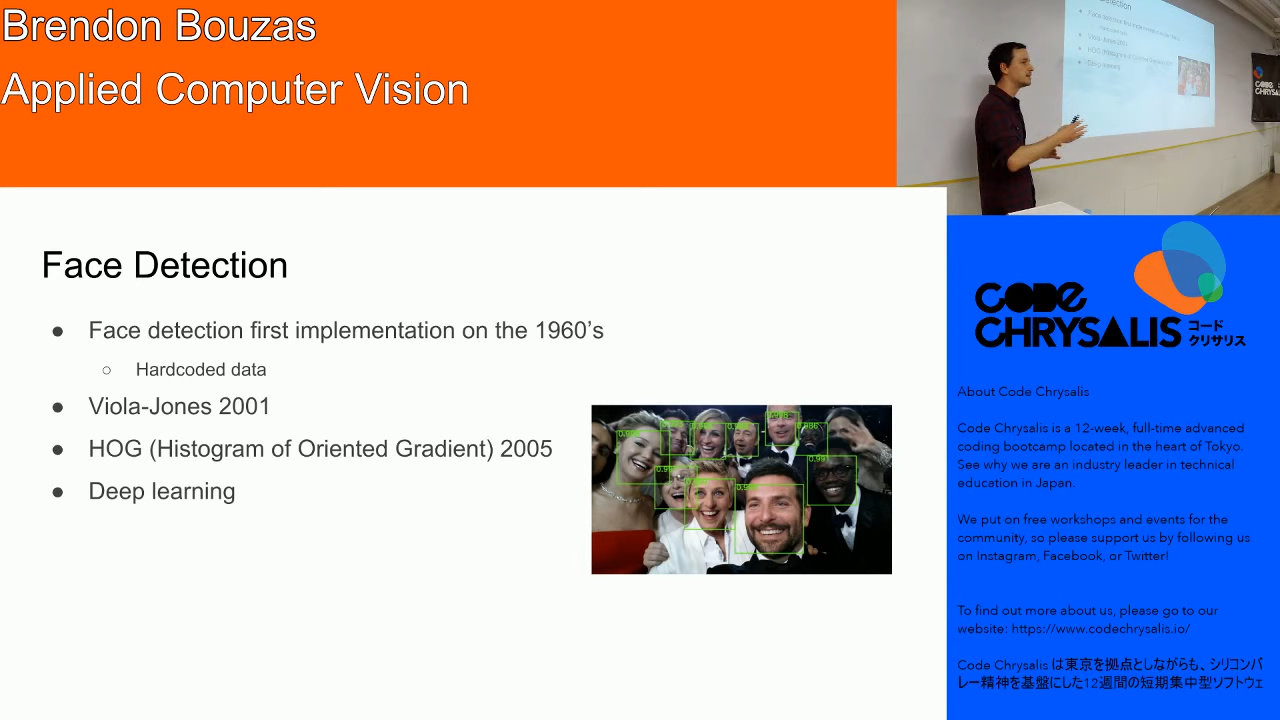 Brendon Bouzas
Applied Computer Vision
Face Detection
● Face detection first implementation on the 1960’s
○ Hardcoded data
● Viola-Jones 2001
● HOG (Histogram of Oriented Gradient) 2005
● Deep learning
CODE
CHRYSALIS コード
クリサリス
About Code Chrysalis
Code Chrysalis is a 12-week, full-time advanced
coding bootcamp located in the heart of Tokyo.
See why we are an industry leader in technical
education in Japan.
We put on free workshops and events for the
community, so please support us by following us
on Instagram, Facebook, or Twitter!
To find out more about us, please go to our
website: https://www.codechrysalis.io/
Code Chrysalis は東京を拠点としながらも、シリコンバ
レー精神を基盤にした12週間の短期集中型ソフトウェ